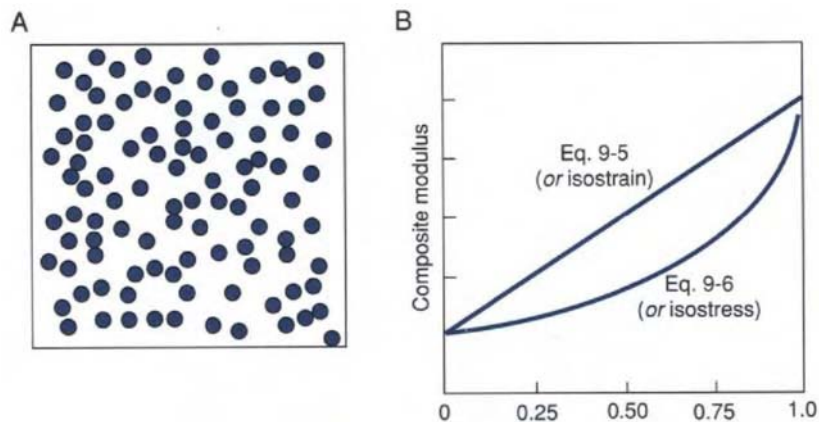 A
B
Composite modulus
Eq. 9-5
(or isostrain)
Eq. 9-6
(or isostress)
0 0.25 0.50 0.75 1.0